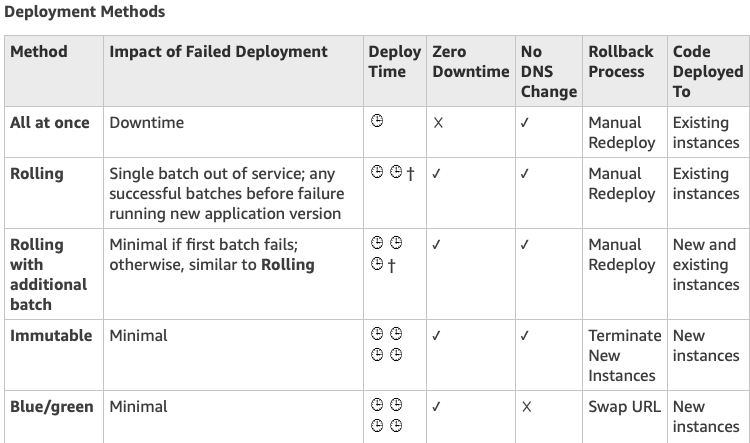 Deployment Methods
Method | Impact of Failed Deployment | Deploy Time | Zero Downtime | No DNS Change | Rollback Process | Code Deployed To
All at once | Downtime | 🕒 | X | ✓ | Manual Redeploy | Existing instances
Rolling | Single batch out of service; any successful batches before failure running new application version | 🕒 🕒 † | ✓ | ✓ | Manual Redeploy | Existing instances
Rolling with additional batch | Minimal if first batch fails; otherwise, similar to Rolling | 🕒 🕒 🕒 † | ✓ | ✓ | Manual Redeploy | New and existing instances
Immutable | Minimal | 🕒 🕒 🕒 🕒 | ✓ | ✓ | Terminate New Instances | New instances
Blue/green | Minimal | 🕒 🕒 🕒 🕒 | ✓ | X | Swap URL | New instances